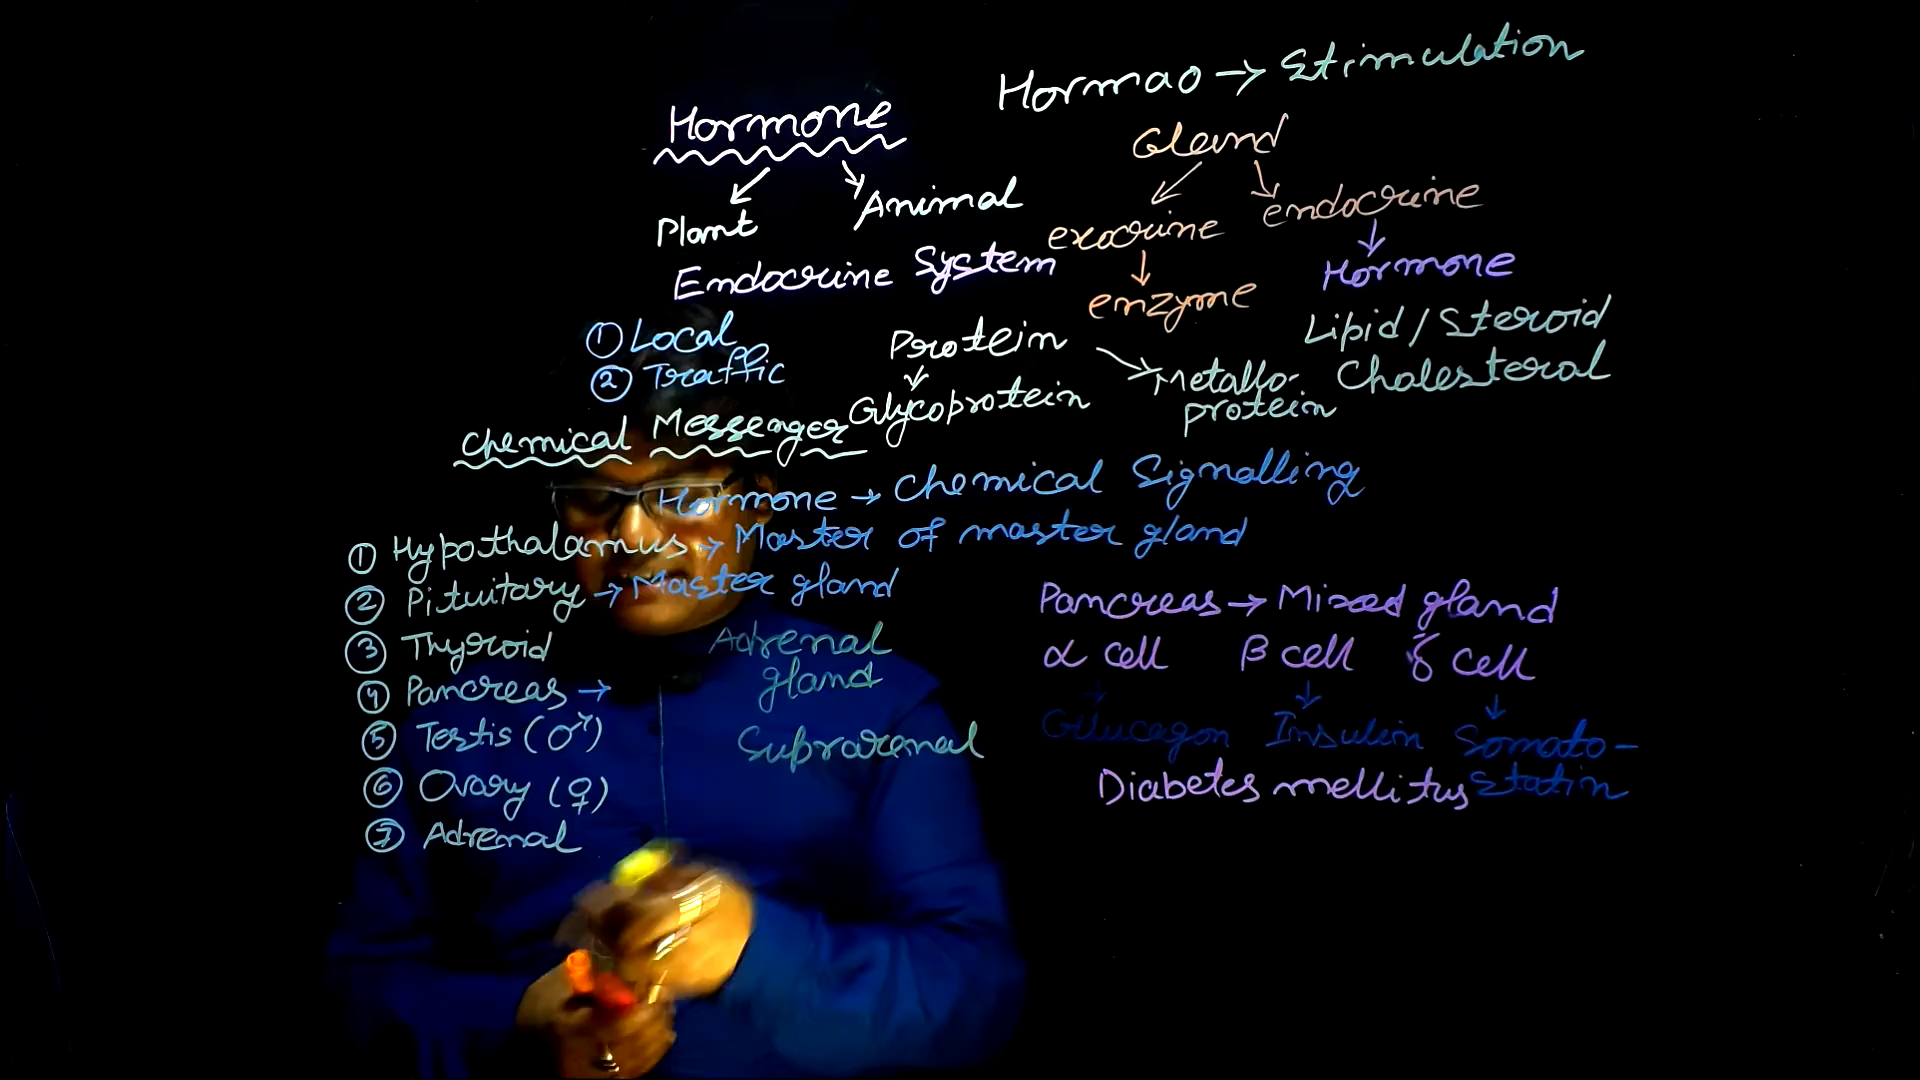 Hormao → Stimulation
Hormone
Gland
Plant
Animal
exocrine
endocrine
Endocrine System
enzyme
Hormone
① Local
② Traffic
Protein
Glycoprotein
Metallo-
protein
Lipid / Steroid
Cholesteral
Chemical Messenger
Hormone → Chemical Signalling
① Hypothalamus → Master of master gland
② Pituitary → Master gland
③ Thyroid
④ Pancreas →
⑤ Testis (♂)
⑥ Ovary (♀)
⑦ Adrenal
Adrenal
gland
Suprarenal
Pancreas → Mixed gland
α cell β cell δ cell
Glucagon Insulin Somato-
statin
Diabetes mellitus